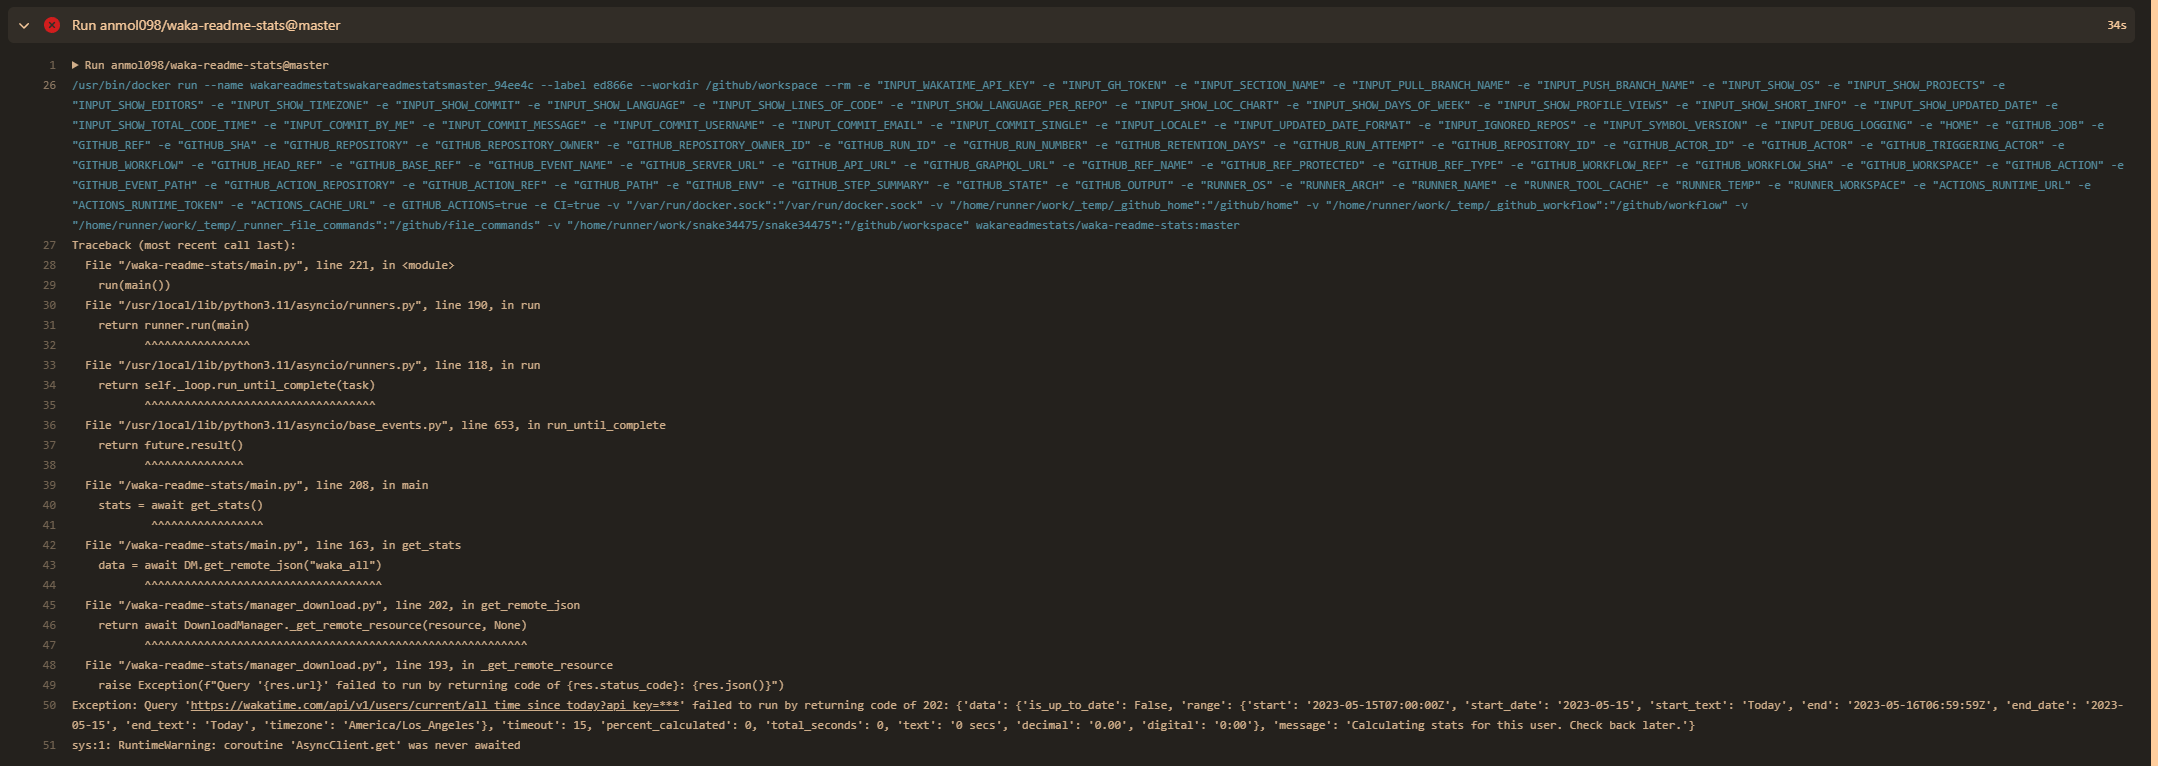 Run anmol098/waka-readme-stats@master
34s
1 Run anmol098/waka-readme-stats@master
26 /usr/bin/docker run --name wakareadmestatswakareadmestatsmaster_94ee4c --label ed866e --workdir /github/workspace --rm -e "INPUT_WAKATIME_API_KEY" -e "INPUT_GH_TOKEN" -e "INPUT_SECTION_NAME" -e "INPUT_PULL_BRANCH_NAME" -e "INPUT_PUSH_BRANCH_NAME" -e "INPUT_SHOW_OS" -e "INPUT_SHOW_PROJECTS" -e
"INPUT_SHOW_EDITORS" -e "INPUT_SHOW_TIMEZONE" -e "INPUT_SHOW_COMMIT" -e "INPUT_SHOW_LANGUAGE" -e "INPUT_SHOW_LINES_OF_CODE" -e "INPUT_SHOW_LANGUAGE_PER_REPO" -e "INPUT_SHOW_LOC_CHART" -e "INPUT_SHOW_DAYS_OF_WEEK" -e "INPUT_SHOW_PROFILE_VIEWS" -e "INPUT_SHOW_SHORT_INFO" -e "INPUT_SHOW_UPDATED_DATE" -e
"INPUT_SHOW_TOTAL_CODE_TIME" -e "INPUT_COMMIT_BY_ME" -e "INPUT_COMMIT_MESSAGE" -e "INPUT_COMMIT_USERNAME" -e "INPUT_COMMIT_EMAIL" -e "INPUT_COMMIT_SINGLE" -e "INPUT_LOCALE" -e "INPUT_UPDATED_DATE_FORMAT" -e "INPUT_IGNORED_REPOS" -e "INPUT_SYMBOL_VERSION" -e "INPUT_DEBUG_LOGGING" -e "HOME" -e "GITHUB_JOB" -e
"GITHUB_REF" -e "GITHUB_SHA" -e "GITHUB_REPOSITORY" -e "GITHUB_REPOSITORY_OWNER" -e "GITHUB_REPOSITORY_OWNER_ID" -e "GITHUB_RUN_ID" -e "GITHUB_RUN_NUMBER" -e "GITHUB_RETENTION_DAYS" -e "GITHUB_RUN_ATTEMPT" -e "GITHUB_REPOSITORY_ID" -e "GITHUB_ACTOR_ID" -e "GITHUB_ACTOR" -e "GITHUB_TRIGGERING_ACTOR" -e
"GITHUB_WORKFLOW" -e "GITHUB_HEAD_REF" -e "GITHUB_BASE_REF" -e "GITHUB_EVENT_NAME" -e "GITHUB_SERVER_URL" -e "GITHUB_API_URL" -e "GITHUB_GRAPHQL_URL" -e "GITHUB_REF_NAME" -e "GITHUB_REF_PROTECTED" -e "GITHUB_REF_TYPE" -e "GITHUB_WORKFLOW_REF" -e "GITHUB_WORKFLOW_SHA" -e "GITHUB_WORKSPACE" -e "GITHUB_ACTION" -e
"GITHUB_EVENT_PATH" -e "GITHUB_ACTION_REPOSITORY" -e "GITHUB_ACTION_REF" -e "GITHUB_PATH" -e "GITHUB_ENV" -e "GITHUB_STEP_SUMMARY" -e "GITHUB_STATE" -e "GITHUB_OUTPUT" -e "RUNNER_OS" -e "RUNNER_ARCH" -e "RUNNER_NAME" -e "RUNNER_TOOL_CACHE" -e "RUNNER_TEMP" -e "RUNNER_WORKSPACE" -e "ACTIONS_RUNTIME_URL" -e
"ACTIONS_RUNTIME_TOKEN" -e "ACTIONS_CACHE_URL" -e GITHUB_ACTIONS=true -e CI=true -v "/var/run/docker.sock":"/var/run/docker.sock" -v "/home/runner/work/_temp/_github_home":"/github/home" -v "/home/runner/work/_temp/_github_workflow":"/github/workflow" -v
"/home/runner/work/_temp/_runner_file_commands":"/github/file_commands" -v "/home/runner/work/snake34475/snake34475":"/github/workspace" wakareadmestats/waka-readme-stats:master
27 Traceback (most recent call last):
28 File "/waka-readme-stats/main.py", line 221, in <module>
29 run(main())
30 File "/usr/local/lib/python3.11/asyncio/runners.py", line 190, in run
31 return runner.run(main)
32 ^^^^^^^^^^^^^^^^
33 File "/usr/local/lib/python3.11/asyncio/runners.py", line 118, in run
34 return self._loop.run_until_complete(task)
35 ^^^^^^^^^^^^^^^^^^^^^^^^^^^^^^^^^^^
36 File "/usr/local/lib/python3.11/asyncio/base_events.py", line 653, in run_until_complete
37 return future.result()
38 ^^^^^^^^^^^^^^^
39 File "/waka-readme-stats/main.py", line 208, in main
40 stats = await get_stats()
41 ^^^^^^^^^^^^^^^^^
42 File "/waka-readme-stats/main.py", line 163, in get_stats
43 data = await DM.get_remote_json("waka_all")
44 ^^^^^^^^^^^^^^^^^^^^^^^^^^^^^^^^^^^^
45 File "/waka-readme-stats/manager_download.py", line 202, in get_remote_json
46 return await DownloadManager._get_remote_resource(resource, None)
47 ^^^^^^^^^^^^^^^^^^^^^^^^^^^^^^^^^^^^^^^^^^^^^^^^^^^^^^^^^^
48 File "/waka-readme-stats/manager_download.py", line 193, in _get_remote_resource
49 raise Exception(f"Query '{res.url}' failed to run by returning code of {res.status_code}: {res.json()}")
50 Exception: Query 'https://wakatime.com/api/v1/users/current/all_time_since_today?api_key=***' failed to run by returning code of 202: {'data': {'is_up_to_date': False, 'range': {'start': '2023-05-15T07:00:00Z', 'start_date': '2023-05-15', 'start_text': 'Today', 'end': '2023-05-16T06:59:59Z', 'end_date': '2023-
05-15', 'end_text': 'Today', 'timezone': 'America/Los_Angeles'}, 'timeout': 15, 'percent_calculated': 0, 'total_seconds': 0, 'text': '0 secs', 'decimal': '0.00', 'digital': '0:00'}, 'message': 'Calculating stats for this user. Check back later.'}
51 sys:1: RuntimeWarning: coroutine 'AsyncClient.get' was never awaited